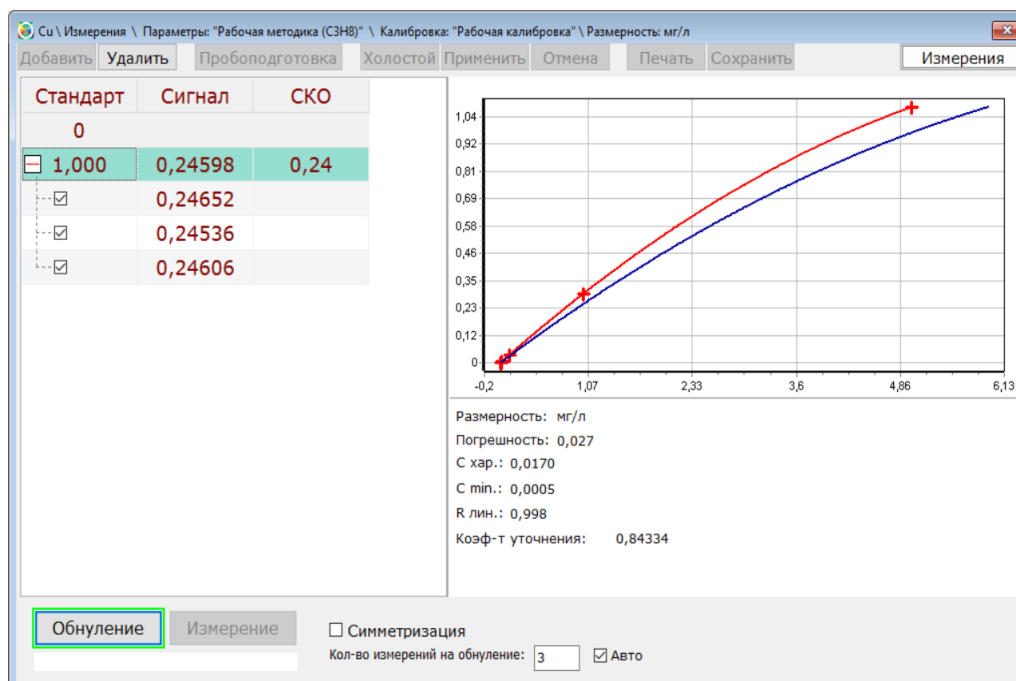 Cu \ Измерения \ Параметры: "Рабочая методика (C3H8)" \ Калибровка: "Рабочая калибровка" \ Размерность: мг/л
Добавить Удалить Пробоподготовка Холостой Применить Отмена Печать Сохранить Измерения
Стандарт Сигнал СКО
0
1,000 0,24598 0,24
0,24652
0,24536
0,24606
1,04
0,92
0,81
0,69
0,58
0,46
0,35
0,23
0,12
0
-0,2 1,07 2,33 3,6 4,86 6,13
Размерность: мг/л
Погрешность: 0,027
С хар.: 0,0170
С min.: 0,0005
R лин.: 0,998
Коэф-т уточнения: 0,84334
Обнуление Измерение
Симметризация
Кол-во измерений на обнуление: 3 Авто